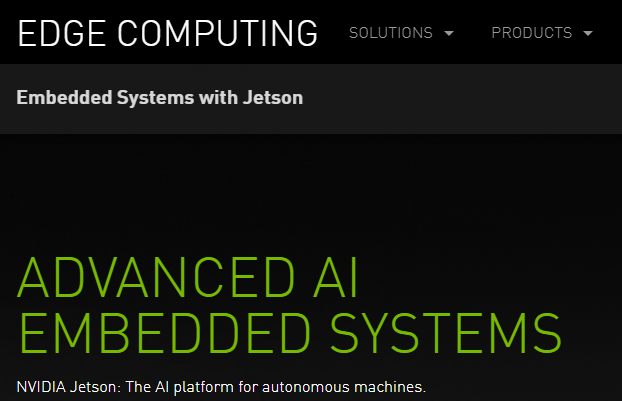 EDGE COMPUTING SOLUTIONS PRODUCTS
Embedded Systems with Jetson
ADVANCED AI
EMBEDDED SYSTEMS
NVIDIA Jetson: The AI platform for autonomous machines.